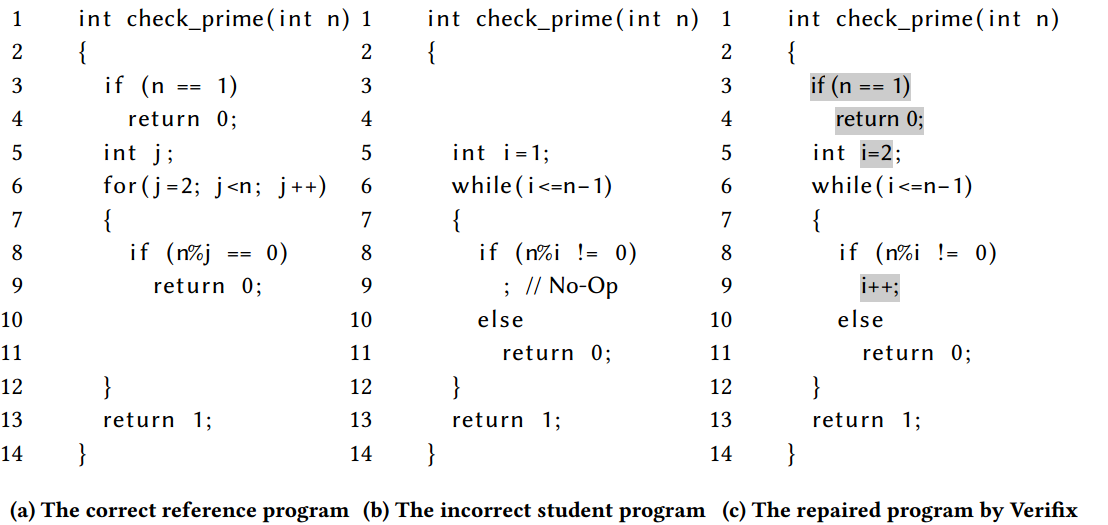 1 int check_prime(int n)
2 {
3 if (n == 1)
4 return 0;
5 int j;
6 for(j=2; j<n; j++)
7 {
8 if (n%j == 0)
9 return 0;
10
11
12 }
13 return 1;
14 }
(a) The correct reference program
1 int check_prime(int n)
2 {
3
4
5 int i=1;
6 while(i<=n-1)
7 {
8 if (n%i != 0)
9 ; // No-Op
10 else
11 return 0;
12 }
13 return 1;
14 }
(b) The incorrect student program
1 int check_prime(int n)
2 {
3 if (n == 1)
4 return 0;
5 int i=2;
6 while(i<=n-1)
7 {
8 if (n%i != 0)
9 i++;
10 else
11 return 0;
12 }
13 return 1;
14 }
(c) The repaired program by Verifix